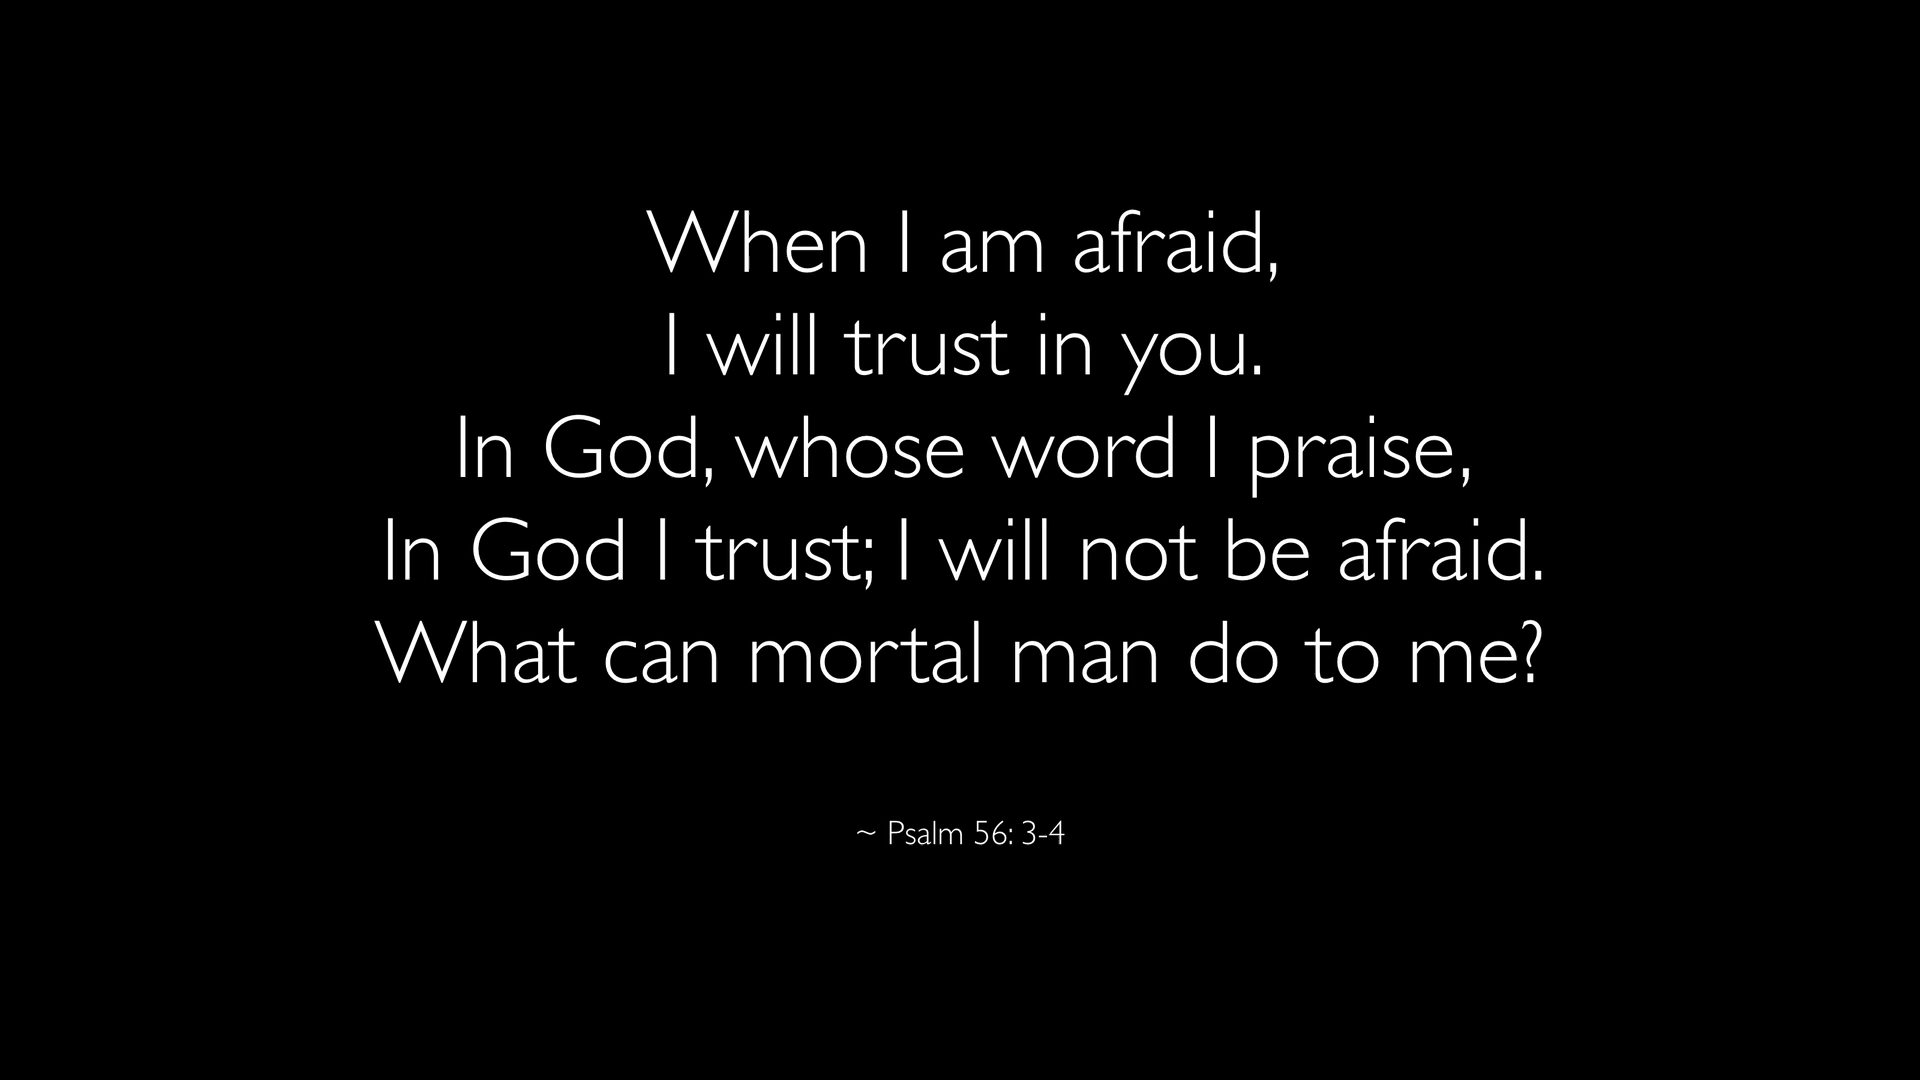 When I am afraid,
I will trust in you.
In God, whose word I praise,
In God I trust; I will not be afraid.
What can mortal man do to me?
~ Psalm 56: 3-4